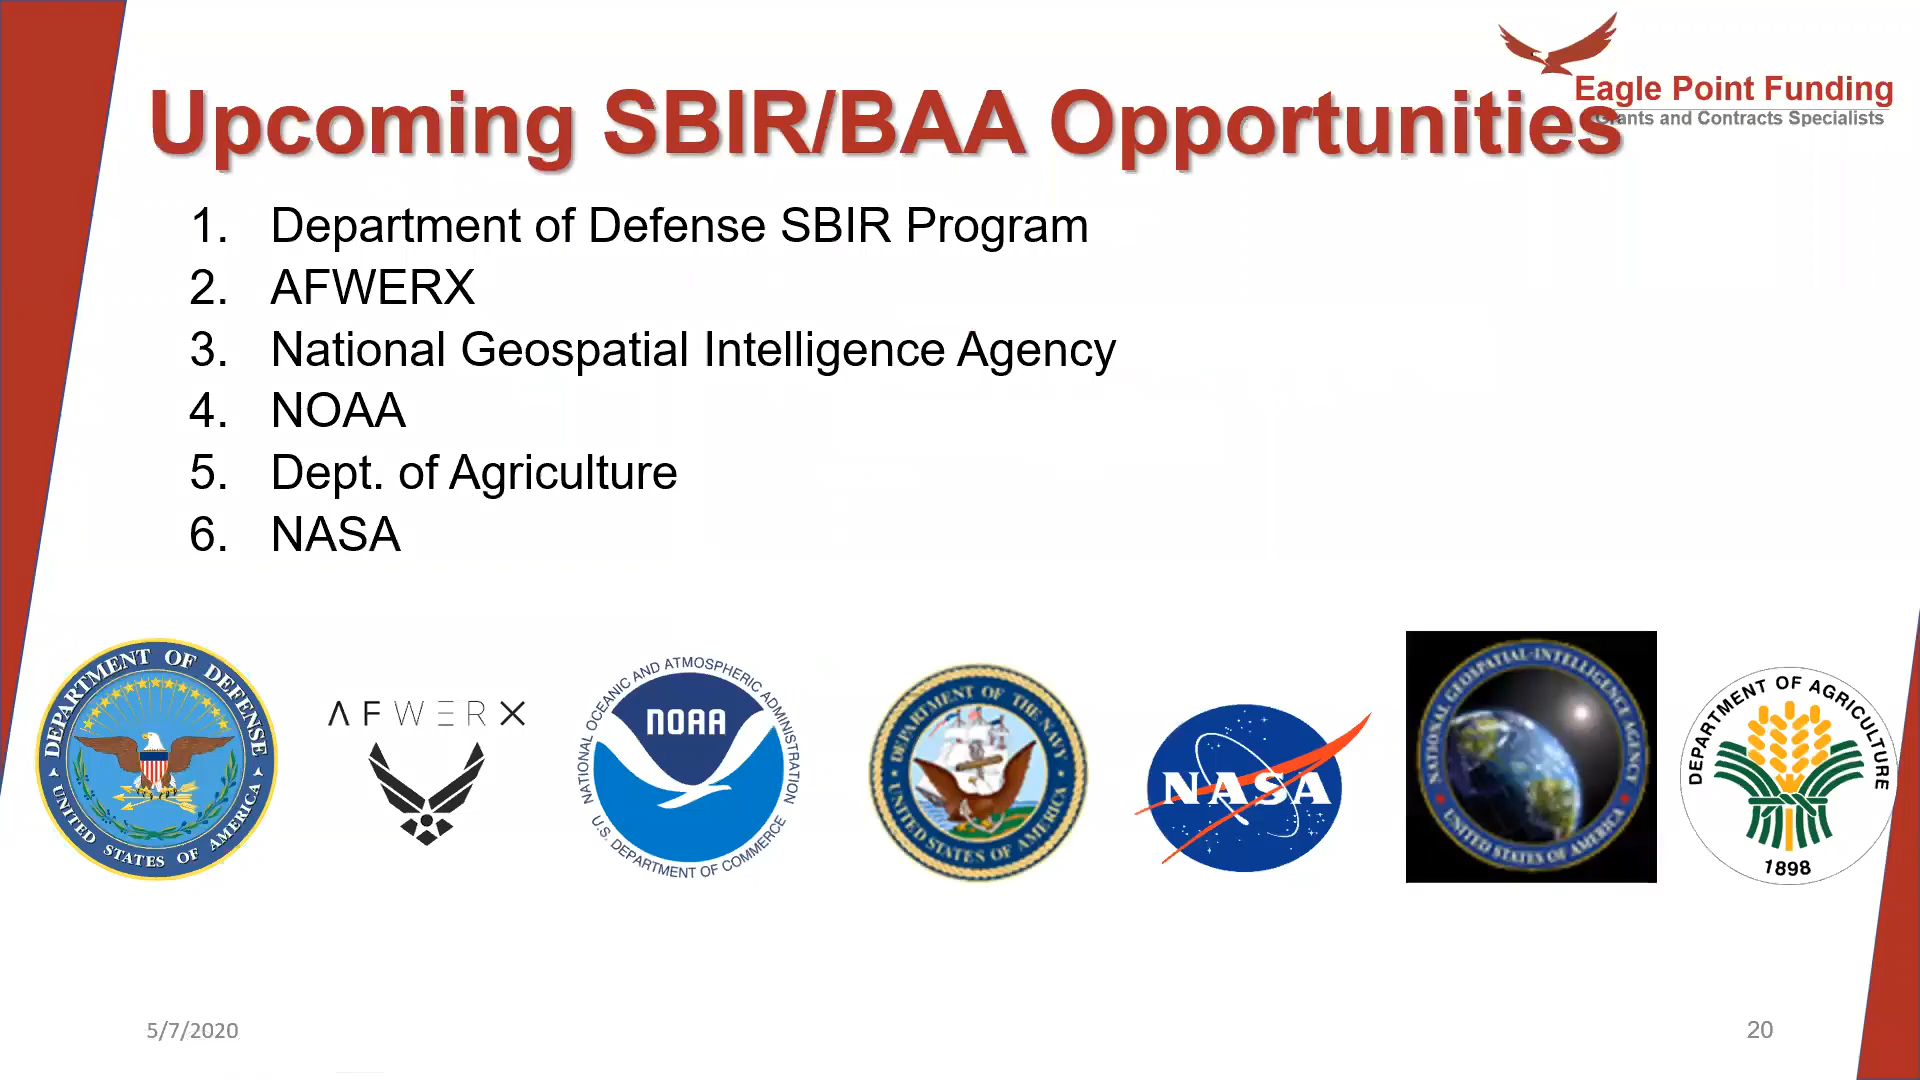 Eagle Point Funding
Grants and Contracts Specialists
Upcoming SBIR/BAA Opportunities
1. Department of Defense SBIR Program
2. AFWERX
3. National Geospatial Intelligence Agency
4. NOAA
5. Dept. of Agriculture
6. NASA
DEPARTMENT OF DEFENSE
UNITED STATES OF AMERICA
AFWERX
NATIONAL OCEANIC AND ATMOSPHERIC ADMINISTRATION
NOAA
U.S. DEPARTMENT OF COMMERCE
DEPARTMENT OF THE NAVY
UNITED STATES OF AMERICA
NASA
NATIONAL GEOSPATIAL-INTELLIGENCE AGENCY
UNITED STATES OF AMERICA
DEPARTMENT OF AGRICULTURE
1898
5/7/2020
20